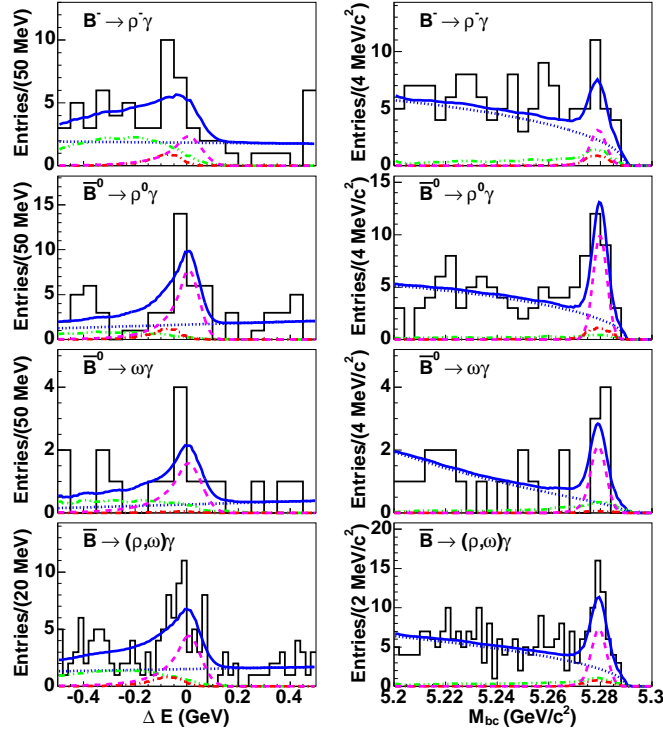 B⁻ → ρ⁻γ
Entries/(50 MeV)
10
5
0
B⁻ → ρ⁻γ
Entries/(4 MeV/c²)
10
5
0
B̅⁰ → ρ⁰γ
Entries/(50 MeV)
15
10
5
0
B̅⁰ → ρ⁰γ
Entries/(4 MeV/c²)
15
10
5
0
B̅⁰ → ωγ
Entries/(50 MeV)
4
2
0
B̅⁰ → ωγ
Entries/(4 MeV/c²)
4
2
0
B̅ → (ρ,ω)γ
Entries/(20 MeV)
10
5
0
-0.4 -0.2 0 0.2 0.4
Δ E (GeV)
B̅ → (ρ,ω)γ
Entries/(2 MeV/c²)
20
15
10
5
0
5.2 5.22 5.24 5.26 5.28 5.3
M_bc (GeV/c²)